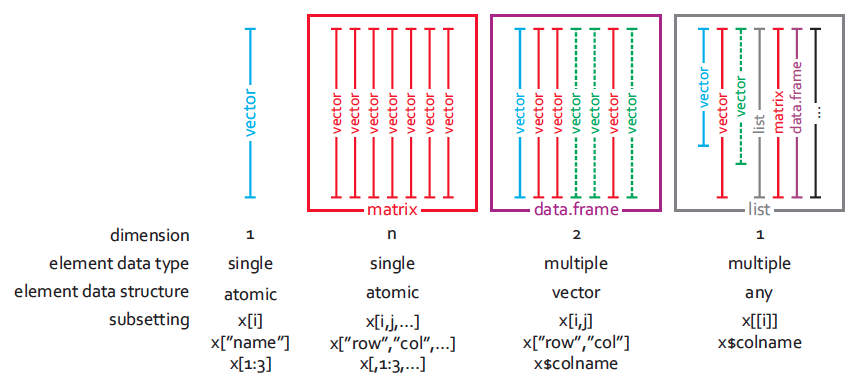 vector
vector
vector
vector
vector
vector
vector
vector
matrix
vector
vector
vector
vector
vector
vector
vector
data.frame
vector
vector
vector
list
matrix
data.frame
...
list
dimension 1 n 2 1
element data type single single multiple multiple
element data structure atomic atomic vector any
subsetting x[i] x[i,j,...] x[i,j] x[[i]]
x["name"] x["row","col",...] x["row","col"] x$colname
x[1:3] x[,1:3,...] x$colname